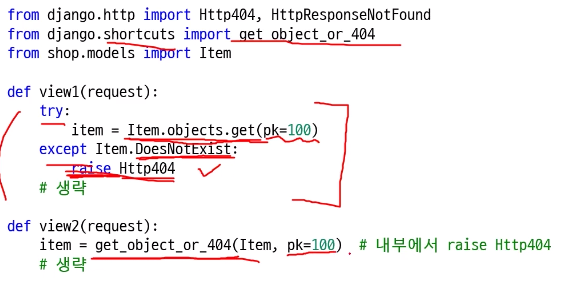 from django.http import Http404, HttpResponseNotFound
from django.shortcuts import get_object_or_404
from shop.models import Item
def view1(request):
try:
item = Item.objects.get(pk=100)
except Item.DoesNotExist:
raise Http404
# 생략
def view2(request):
item = get_object_or_404(Item, pk=100) # 내부에서 raise Http404
# 생략